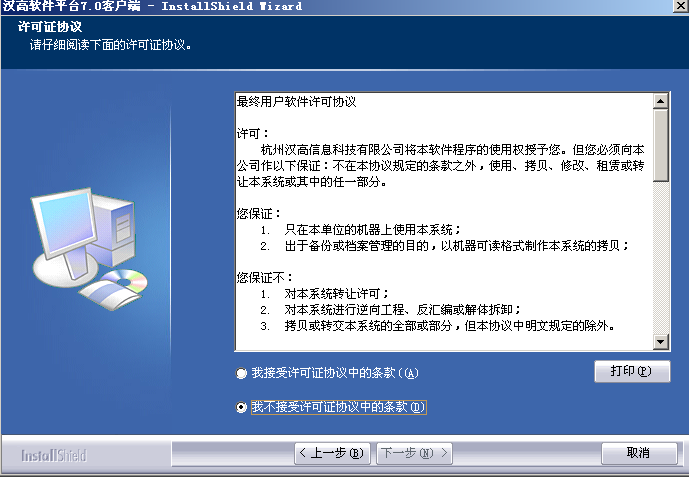 汉高软件平台7.0客户端 - InstallShield Wizard
许可证协议
请仔细阅读下面的许可证协议。
最终用户软件许可协议
许可：
杭州汉高信息科技有限公司将本软件程序的使用权授予您。但您必须向本
公司作以下保证：不在本协议规定的条款之外，使用、拷贝、修改、租赁或转
让本系统或其中的任一部分。
您保证：
1. 只在本单位的机器上使用本系统；
2. 出于备份或档案管理的目的，以机器可读格式制作本系统的拷贝；
您保证不：
1. 对本系统转让许可；
2. 对本系统进行逆向工程、反汇编或解体拆卸；
3. 拷贝或转交本系统的全部或部分，但本协议中明文规定的除外。
我接受许可证协议中的条款(A)
打印(P)
我不接受许可证协议中的条款(D)
InstallShield
< 上一步(B) 下一步(N) > 取消